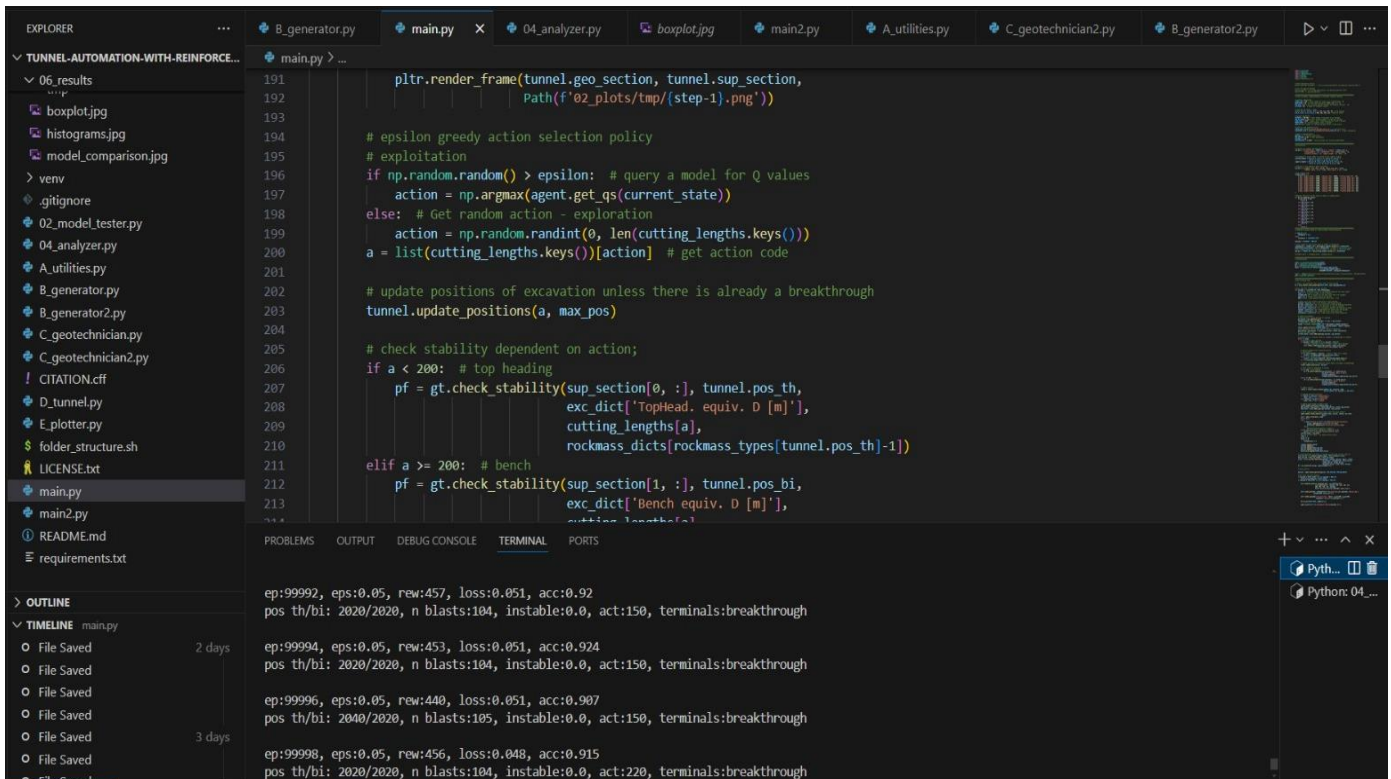 EXPLORER ...
TUNNEL-AUTOMATION-WITH-REINFORCE...
06_results
tmp
boxplot.jpg
histograms.jpg
model_comparison.jpg
venv
.gitignore
02_model_tester.py
04_analyzer.py
A_utilities.py
B_generator.py
B_generator2.py
C_geotechnician.py
C_geotechnician2.py
CITATION.cff
D_tunnel.py
E_plotter.py
folder_structure.sh
LICENSE.txt
main.py
main2.py
README.md
requirements.txt
OUTLINE
TIMELINE main.py
File Saved 2 days
File Saved
File Saved
File Saved
File Saved 3 days
File Saved
B_generator.py main.py 04_analyzer.py boxplot.jpg main2.py A_utilities.py C_geotechnician2.py B_generator2.py
main.py > ...
191 pltr.render_frame(tunnel.geo_section, tunnel.sup_section,
192 Path(f'02_plots/tmp/{step-1}.png'))
193
194 # epsilon greedy action selection policy
195 # exploitation
196 if np.random.random() > epsilon: # query a model for Q values
197 action = np.argmax(agent.get_qs(current_state))
198 else: # Get random action - exploration
199 action = np.random.randint(0, len(cutting_lengths.keys()))
200 a = list(cutting_lengths.keys())[action] # get action code
201
202 # update positions of excavation unless there is already a breakthrough
203 tunnel.update_positions(a, max_pos)
204
205 # check stability dependent on action;
206 if a < 200: # top heading
207 pf = gt.check_stability(sup_section[0, :], tunnel.pos_th,
208 exc_dict['TopHead. equiv. D [m]'],
209 cutting_lengths[a],
210 rockmass_dicts[rockmass_types[tunnel.pos_th]-1])
211 elif a >= 200: # bench
212 pf = gt.check_stability(sup_section[1, :], tunnel.pos_bi,
213 exc_dict['Bench equiv. D [m]'],
214 cutting_lengths[a]
PROBLEMS OUTPUT DEBUG CONSOLE TERMINAL PORTS
ep:99992, eps:0.05, rew:457, loss:0.051, acc:0.92
pos th/bi: 2020/2020, n blasts:104, instable:0.0, act:150, terminals:breakthrough
ep:99994, eps:0.05, rew:453, loss:0.051, acc:0.924
pos th/bi: 2020/2020, n blasts:104, instable:0.0, act:150, terminals:breakthrough
ep:99996, eps:0.05, rew:440, loss:0.051, acc:0.907
pos th/bi: 2040/2020, n blasts:105, instable:0.0, act:150, terminals:breakthrough
ep:99998, eps:0.05, rew:456, loss:0.048, acc:0.915
pos th/bi: 2020/2020, n blasts:104, instable:0.0, act:220, terminals:breakthrough
Pyth...
Python: 04_...